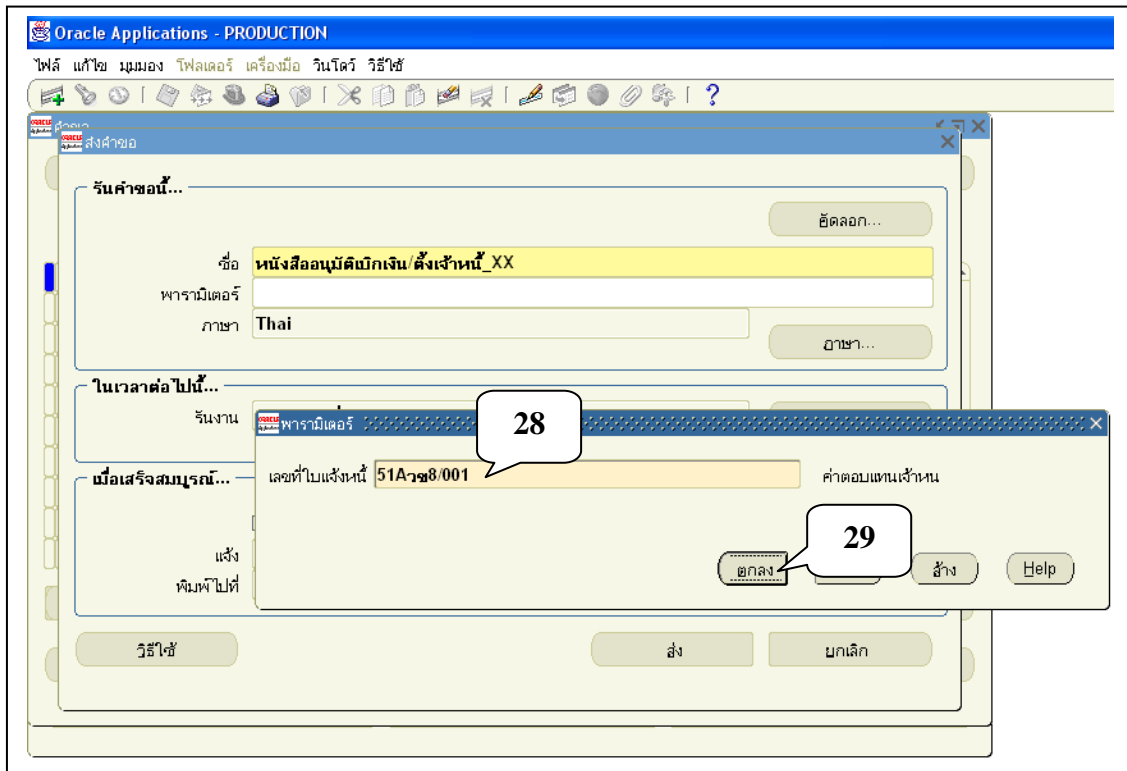 Oracle Applications - PRODUCTION
ไฟล์ แก้ไข มุมมอง โฟลเดอร์ เครื่องมือ วินโดว์ วิธีใช้
ส่งคำขอ
รันคำขอนี้...
คัดลอก...
ชื่อ หนังสืออนุมัติเบิกเงิน/ตั้งเจ้าหนี้_XX
พารามิเตอร์
ภาษา Thai
ภาษา...
ในเวลาต่อไปนี้...
รันงาน
พารามิเตอร์
28
เมื่อเสร็จสมบูรณ์...
เลขที่ใบแจ้งหนี้ 51Aวช8/001 ค่าตอบแทนเจ้าหน
29
ตกลง ล้าง Help
แจ้ง
พิมพ์ไปที่
วิธีใช้ ส่ง ยกเลิก